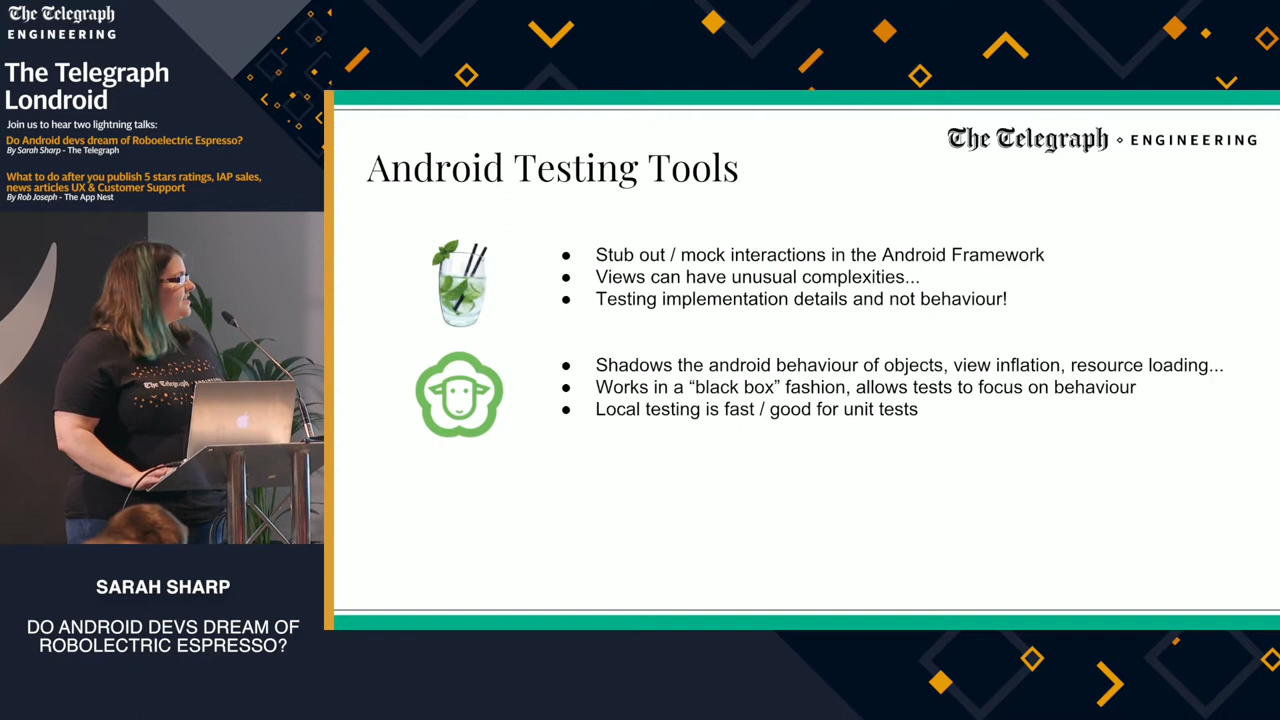 The Telegraph
ENGINEERING
The Telegraph
Londroid
Join us to hear two lightning talks:
Do Android devs dream of Roboelectric Espresso?
By Sarah Sharp - The Telegraph
What to do after you publish 5 stars ratings, IAP sales,
news articles UX & Customer Support
By Rob Joseph - The App Nest
The Telegraph ENGINEERING
Android Testing Tools
● Stub out / mock interactions in the Android Framework
● Views can have unusual complexities...
● Testing implementation details and not behaviour!
● Shadows the android behaviour of objects, view inflation, resource loading...
● Works in a “black box” fashion, allows tests to focus on behaviour
● Local testing is fast / good for unit tests
The Telegraph
SARAH SHARP
DO ANDROID DEVS DREAM OF
ROBOLECTRIC ESPRESSO?